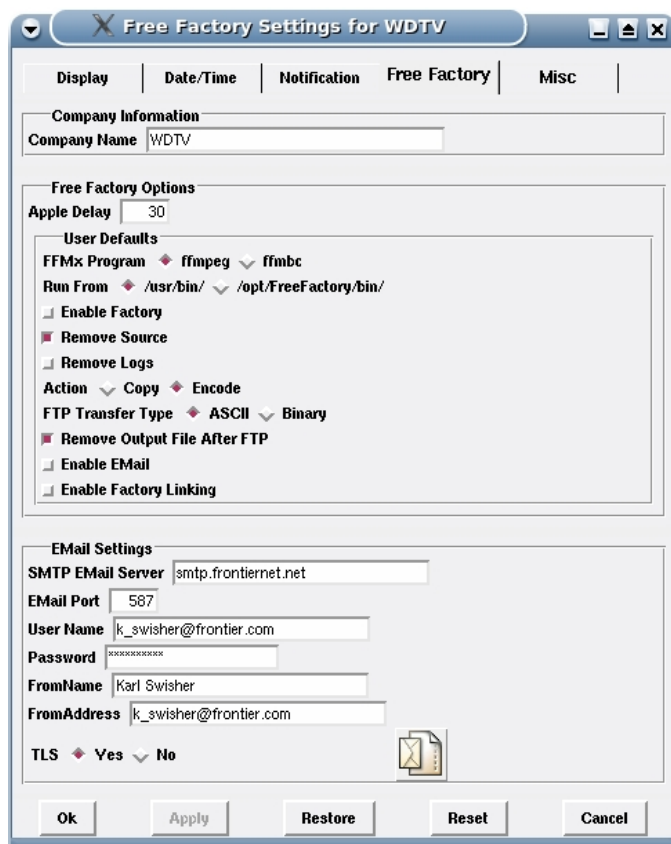 Free Factory Settings for WDTV
Display Date/Time Notification Free Factory Misc
Company Information
Company Name WDTV
Free Factory Options
Apple Delay 30
User Defaults
FFMx Program ffmpeg ffmbc
Run From /usr/bin/ /opt/FreeFactory/bin/
Enable Factory
Remove Source
Remove Logs
Action Copy Encode
FTP Transfer Type ASCII Binary
Remove Output File After FTP
Enable EMail
Enable Factory Linking
EMail Settings
SMTP EMail Server smtp.frontiernet.net
EMail Port 587
User Name k_swisher@frontier.com
Password **********
FromName Karl Swisher
FromAddress k_swisher@frontier.com
TLS Yes No
Ok Apply Restore Reset Cancel